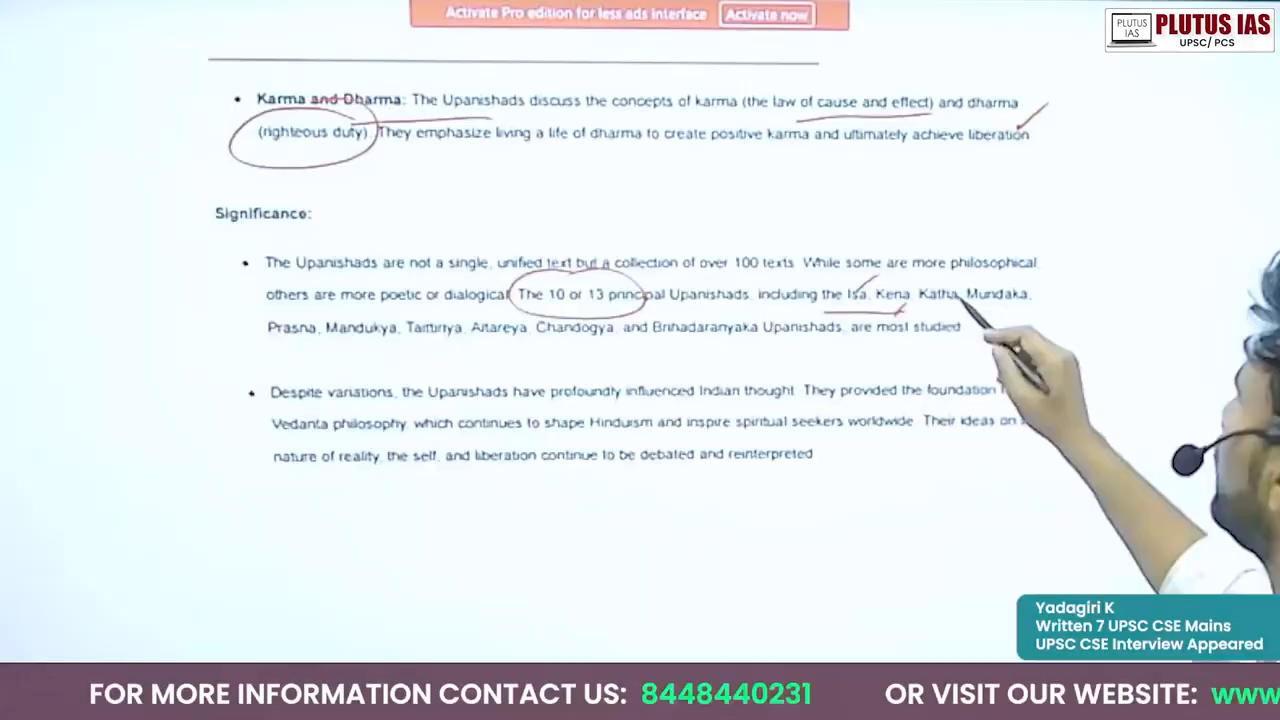 Activate Pro edition for less ads interface Activate now
PLUTUS IAS
PLUTUS IAS
UPSC/ PCS
• Karma and Dharma: The Upanishads discuss the concepts of karma (the law of cause and effect) and dharma
(righteous duty) They emphasize living a life of dharma to create positive karma and ultimately achieve liberation
Significance:
• The Upanishads are not a single, unified text but a collection of over 100 texts While some are more philosophical
others are more poetic or dialogical The 10 or 13 principal Upanishads, including the Isa, Kena, Katha, Mundaka,
Prasna, Mandukya, Taittiriya, Aitareya, Chandogya, and Brihadaranyaka Upanishads, are most studied
• Despite variations, the Upanishads have profoundly influenced Indian thought They provided the foundation
Vedanta philosophy, which continues to shape Hinduism and inspire spiritual seekers worldwide Their ideas on
nature of reality, the self, and liberation continue to be debated and reinterpreted
Yadagiri K
Written 7 UPSC CSE Mains
UPSC CSE Interview Appeared
FOR MORE INFORMATION CONTACT US: 8448440231 OR VISIT OUR WEBSITE: www